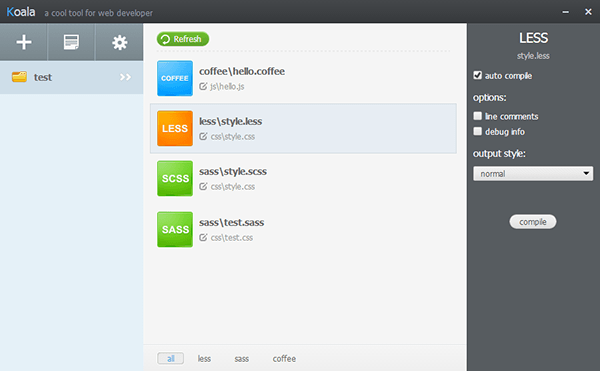 Koala a cool tool for web developer
test
Refresh
COFFEE
coffee\hello.coffee
js\hello.js
LESS
less\style.less
css\style.css
SCSS
sass\style.scss
css\style.css
SASS
sass\test.sass
css\test.css
all less sass coffee
LESS
style.less
auto compile
options:
line comments
debug info
output style:
normal
compile